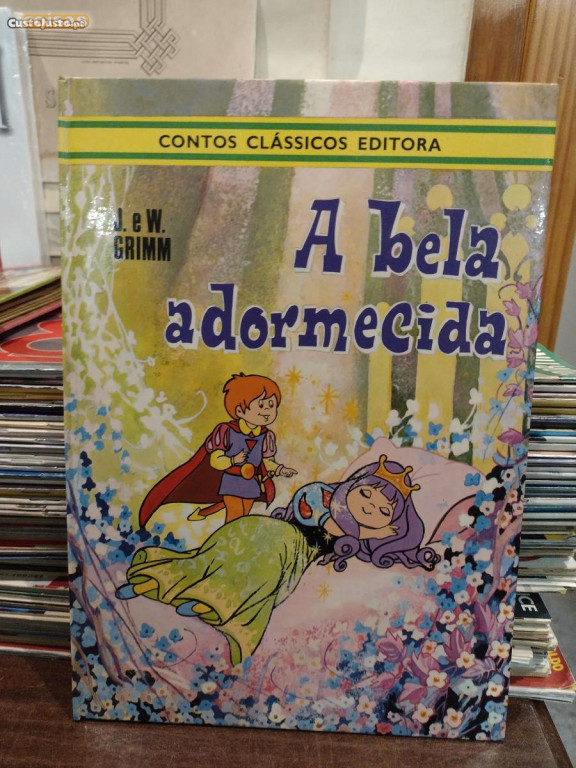 CustoJusto.pt
CONTOS CLÁSSICOS EDITORA
J. e W.
GRIMM
A bela
adormecida